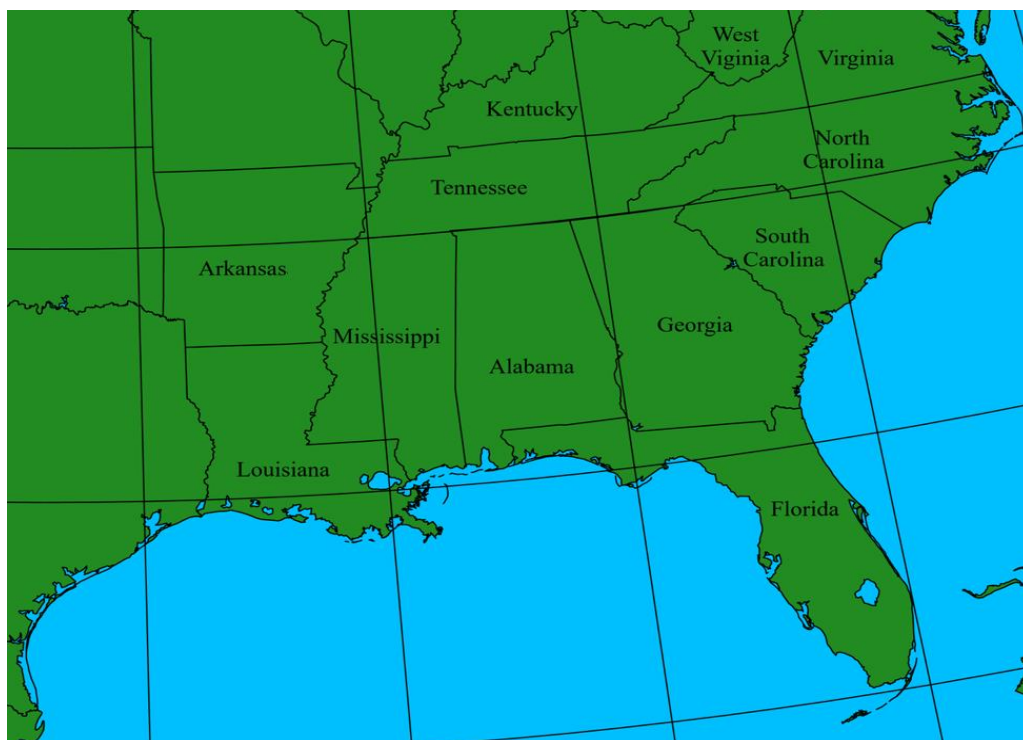 West
Viginia
Virginia
Kentucky
North
Carolina
Tennessee
South
Carolina
Arkansas
Mississippi
Georgia
Alabama
Louisiana
Florida